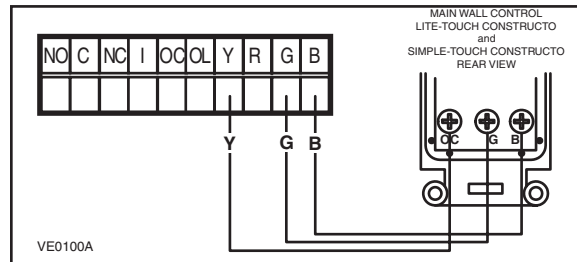 MAIN WALL CONTROL
LITE-TOUCH CONSTRUCTO
and
SIMPLE-TOUCH CONSTRUCTO
REAR VIEW
NO C NC I OC OL Y R G B
OC G B
Y G B
VE0100A